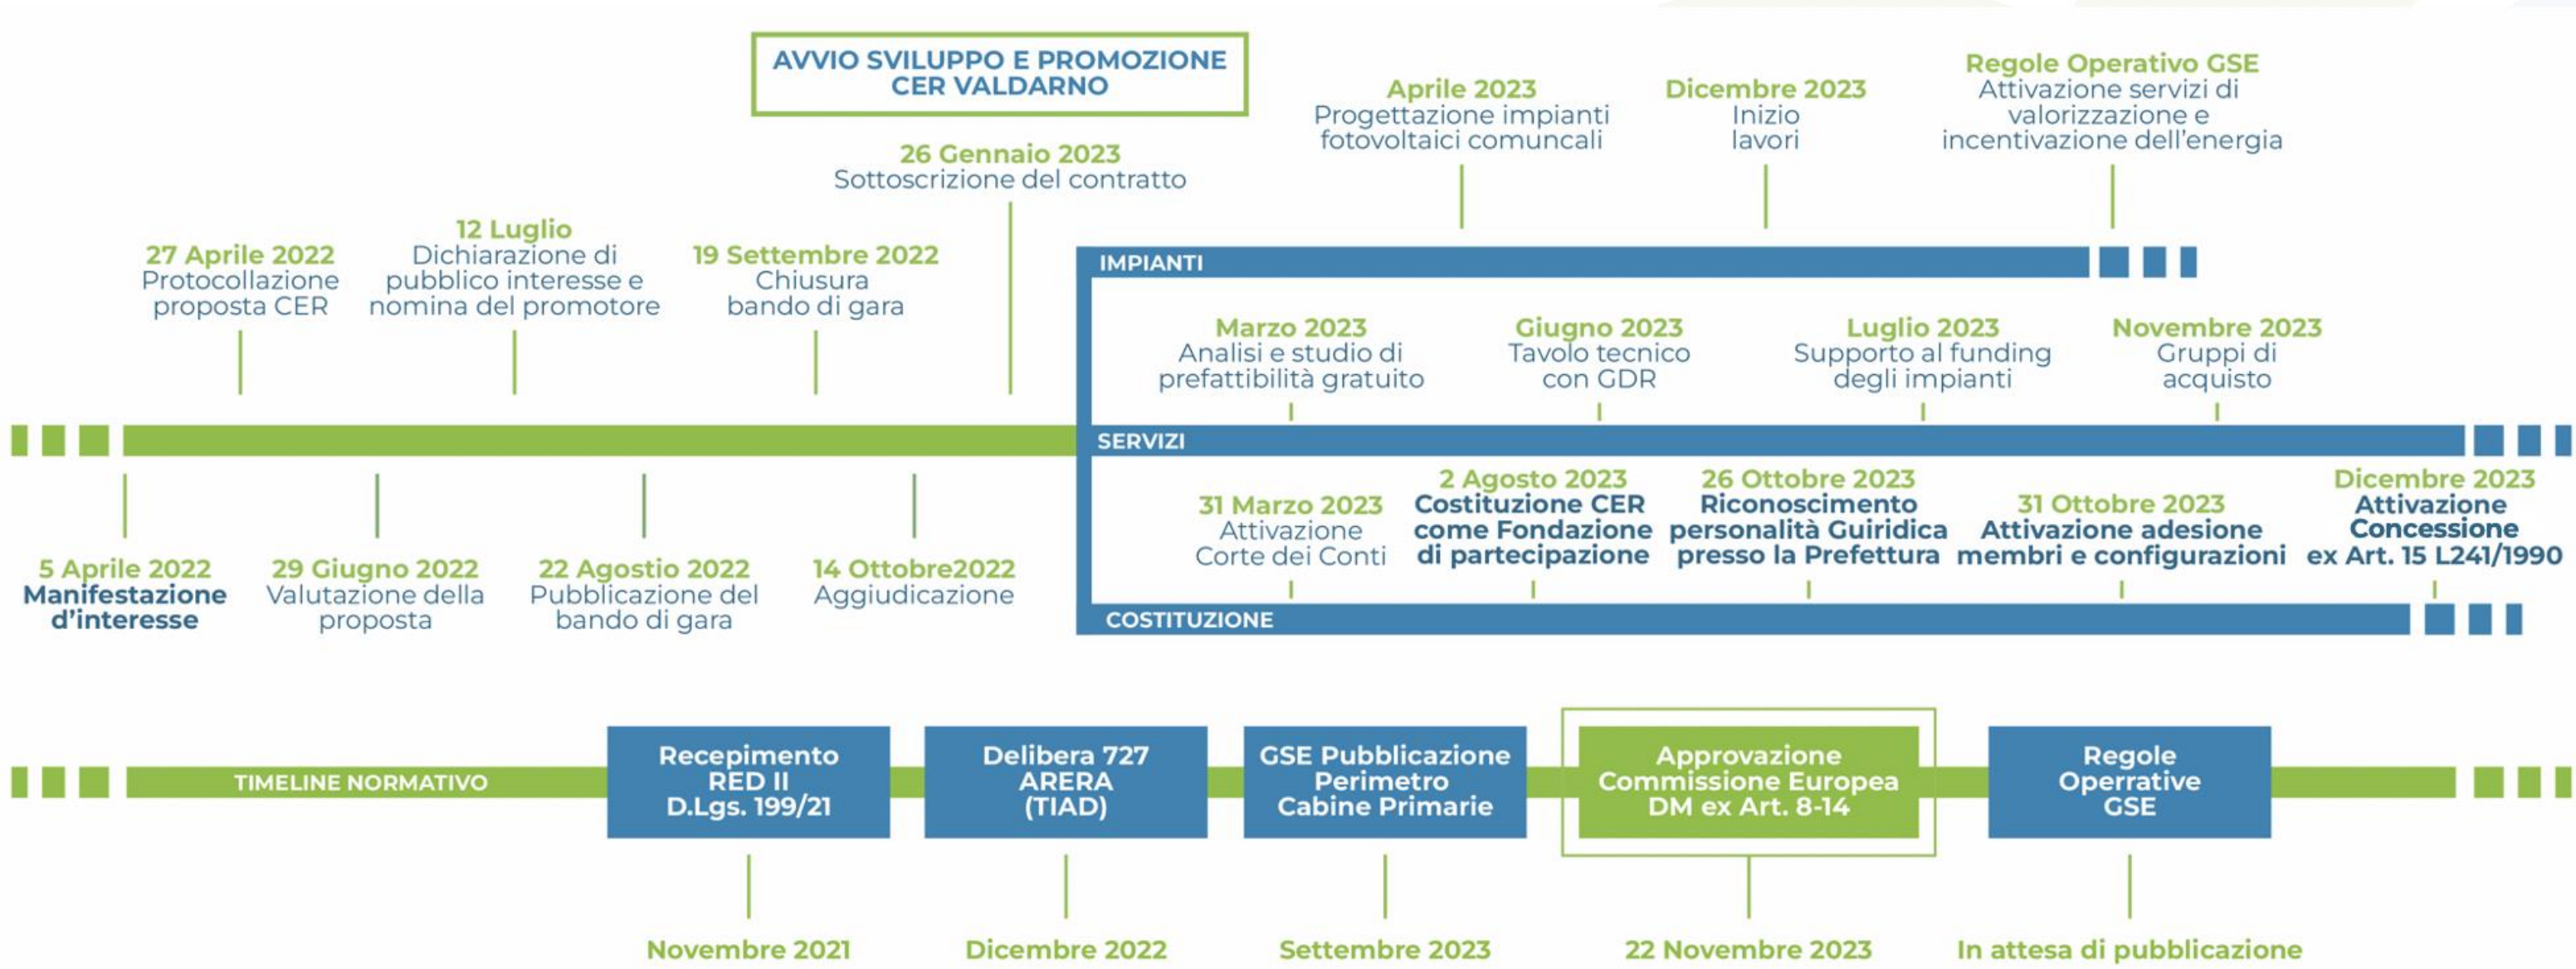 AVVIO SVILUPPO E PROMOZIONE
CER VALDARNO
26 Gennaio 2023
Sottoscrizione del contratto
27 Aprile 2022
Protocollazione
proposta CER
12 Luglio
Dichiarazione di
pubblico interesse e
nomina del promotore
19 Settembre 2022
Chiusura
bando di gara
5 Aprile 2022
Manifestazione
d'interesse
29 Giugno 2022
Valutazione della
proposta
22 Agostio 2022
Pubblicazione del
bando di gara
14 Ottobre2022
Aggiudicazione
Aprile 2023
Progettazione impianti
fotovoltaici comuncali
Dicembre 2023
Inizio
lavori
Regole Operativo GSE
Attivazione servizi di
valorizzazione e
incentivazione dell'energia
IMPIANTI
Marzo 2023
Analisi e studio di
prefattibilità gratuito
Giugno 2023
Tavolo tecnico
con GDR
Luglio 2023
Supporto al funding
degli impianti
Novembre 2023
Gruppi di
acquisto
SERVIZI
31 Marzo 2023
Attivazione
Corte dei Conti
2 Agosto 2023
Costituzione CER
come Fondazione
di partecipazione
26 Ottobre 2023
Riconoscimento
personalità Guiridica
presso la Prefettura
31 Ottobre 2023
Attivazione adesione
membri e configurazioni
Dicembre 2023
Attivazione
Concessione
ex Art. 15 L241/1990
COSTITUZIONE
TIMELINE NORMATIVO
Recepimento
RED II
D.Lgs. 199/21
Delibera 727
ARERA
(TIAD)
GSE Pubblicazione
Perimetro
Cabine Primarie
Approvazione
Commissione Europea
DM ex Art. 8-14
Regole
Operrative
GSE
Novembre 2021
Dicembre 2022
Settembre 2023
22 Novembre 2023
In attesa di pubblicazione